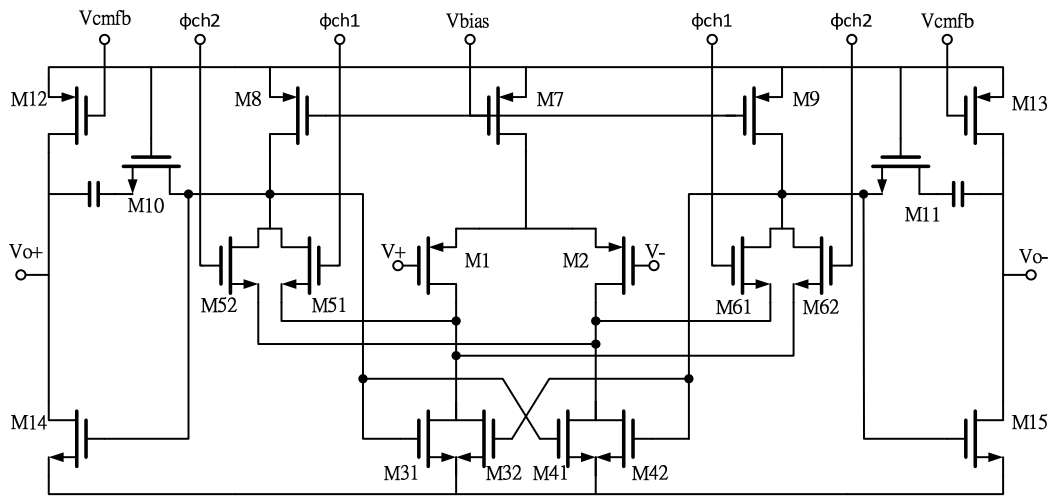 Vcmfb ϕch2 ϕch1 Vbias ϕch1 ϕch2 Vcmfb
M12 M8 M7 M9 M13
M10 M11
Vo+ V+ M1 M2 V- Vo-
M52 M51 M61 M62
M14 M15
M31 M32 M41 M42